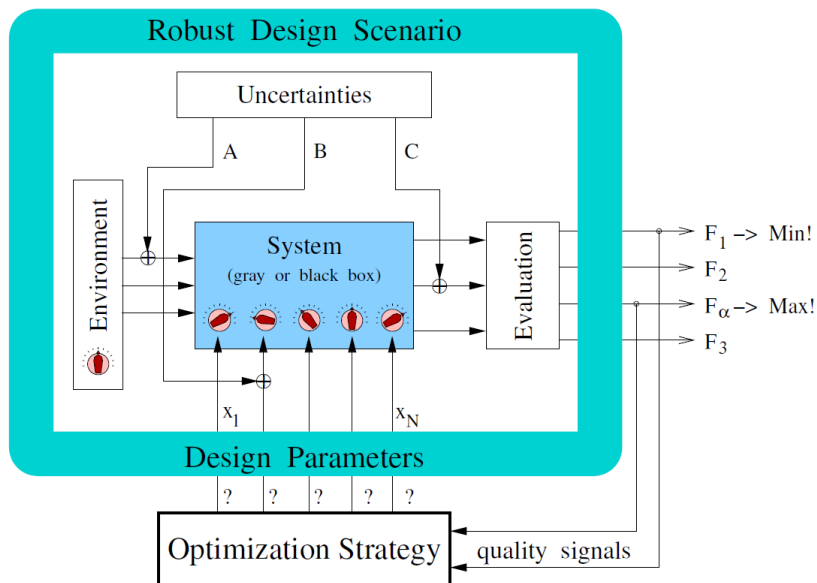 Robust Design Scenario
Uncertainties
A
B
C
Environment
System
(gray or black box)
Evaluation
F1 -> Min!
F2
Fα -> Max!
F3
x1
xN
Design Parameters
? ? ? ? ?
Optimization Strategy
quality signals